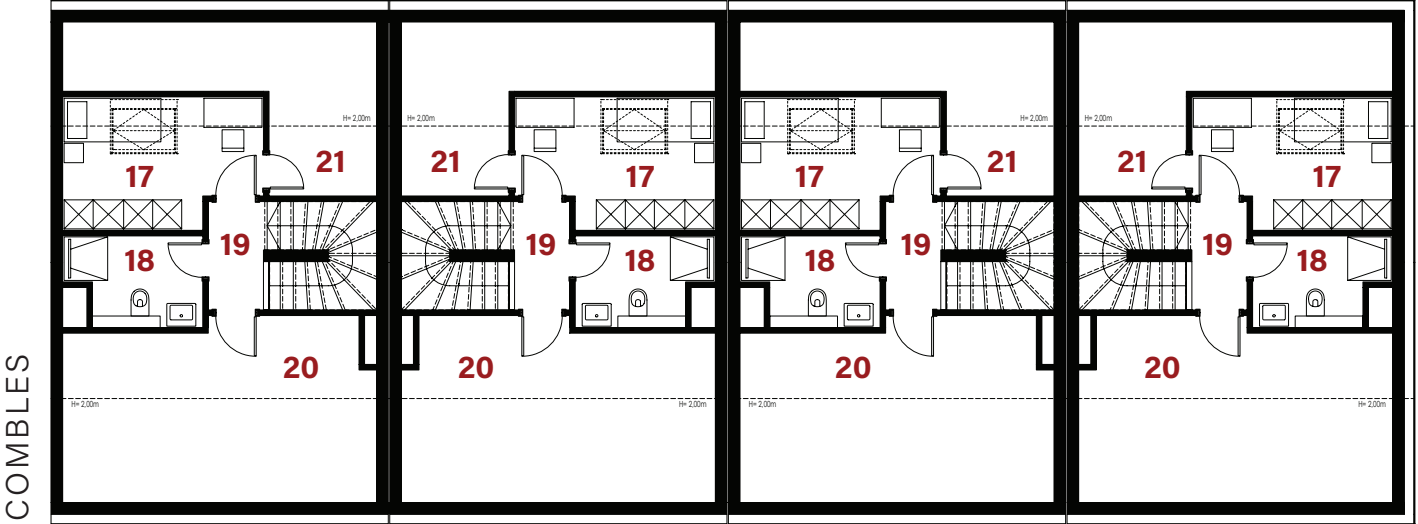 COMBLES
H= 2,00m H= 2,00m H= 2,00m H= 2,00m
21 21 21 21
17 17 17 17
19 19 19 19
18 18 18 18
20 20 20 20
H= 2,00m H= 2,00m H= 2,00m H= 2,00m